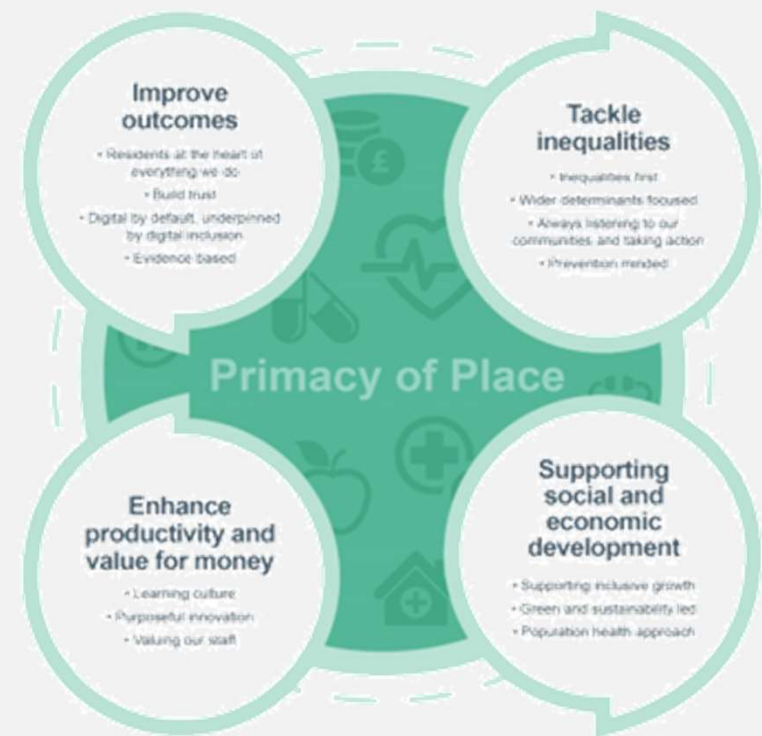 Improve
outcomes
• Residents at the heart of
everything we do
• Build trust
• Digital by default, underpinned
by digital inclusion
• Evidence based
Tackle
inequalities
• Inequalities first
• Wider determinants focused
• Always listening to our
communities and taking action
• Prevention minded
£
Primacy of Place
Enhance
productivity and
value for money
• Learning culture
• Purposeful innovation
• Valuing our staff
Supporting
social and
economic
development
• Supporting inclusive growth
• Green and sustainability led
• Population health approach